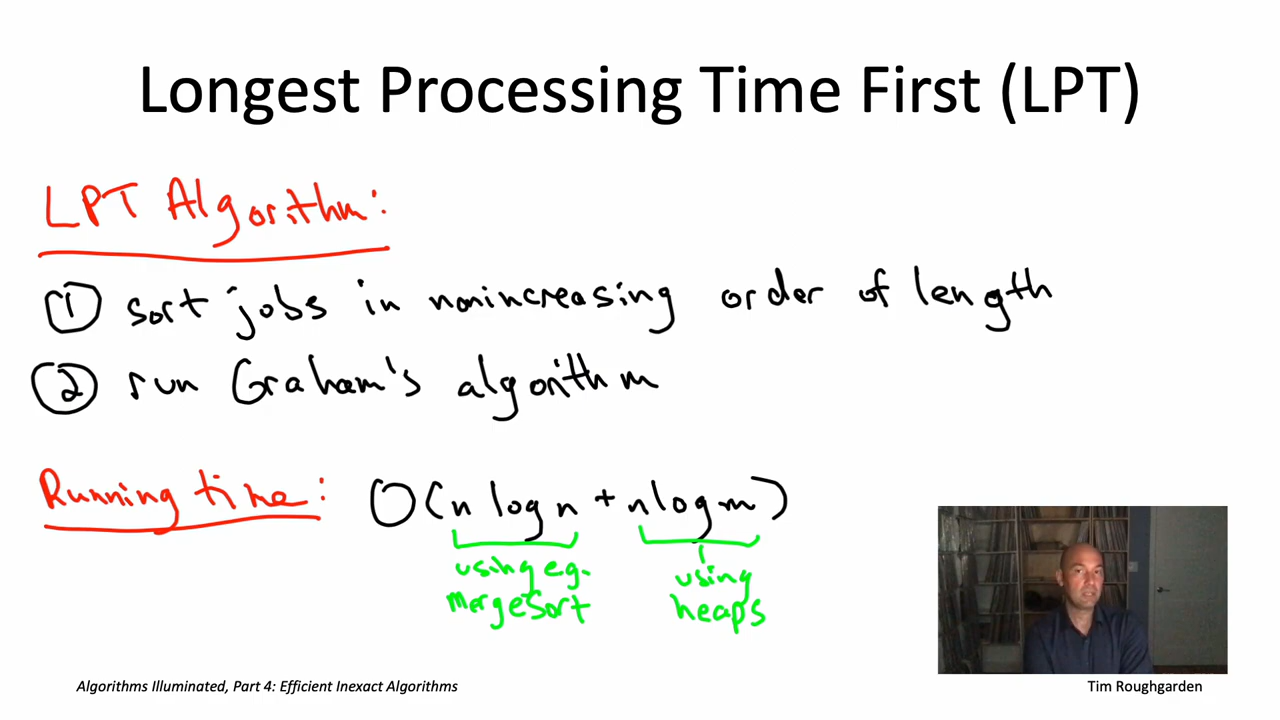 Longest Processing Time First (LPT)
LPT Algorithm:
① sort jobs in nonincreasing order of length
② run Graham's algorithm
Running time: O(n log n + n log m)
using e.g. using
MergeSort heaps
Algorithms Illuminated, Part 4: Efficient Inexact Algorithms
Tim Roughgarden